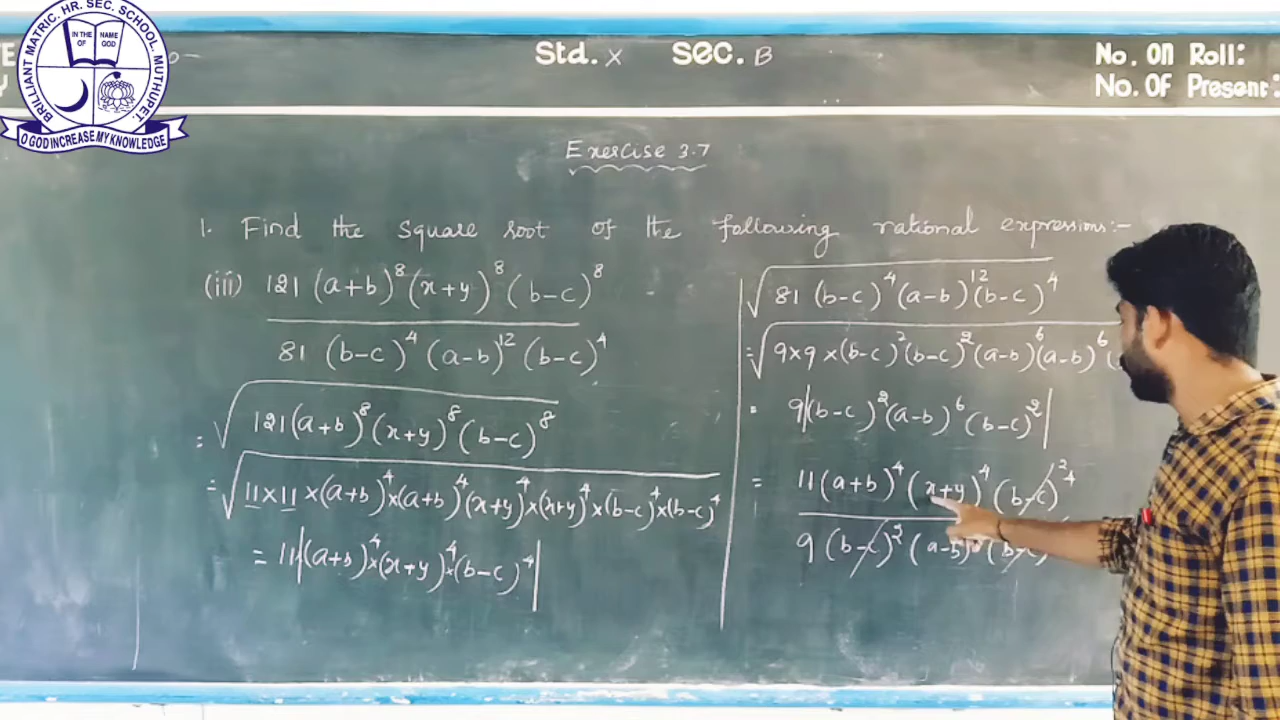 BRILLIANT MATRIC. HR. SEC. SCHOOL. MUTHUPET.
IN THE NAME
OF GOD
O GOD INCREASE MY KNOWLEDGE
Std. X SEC. B
No. On Roll:
No. OF Present:
Exercise 3.7
1. Find the square root of the following rational expressions:-
(iii) 121 (a+b)⁸ (x+y)⁸ (b-c)⁸
81 (b-c)⁴ (a-b)¹² (b-c)⁴
= √121(a+b)⁸ (x+y)⁸ (b-c)⁸
= √11×11×(a+b)⁴×(a+b)⁴(x+y)⁴×(x+y)⁴×(b-c)⁴×(b-c)⁴
= 11|(a+b)⁴×(x+y)⁴×(b-c)⁴|
√81 (b-c)⁴ (a-b)¹² (b-c)⁴
= √9×9×(b-c)²(b-c)²(a-b)⁶(a-b)⁶
= 9|(b-c)²(a-b)⁶(b-c)²|
= 11(a+b)⁴ (x+y)⁴ (b-c)⁴ ²
9 (b-c)² (a-b) (b-c)